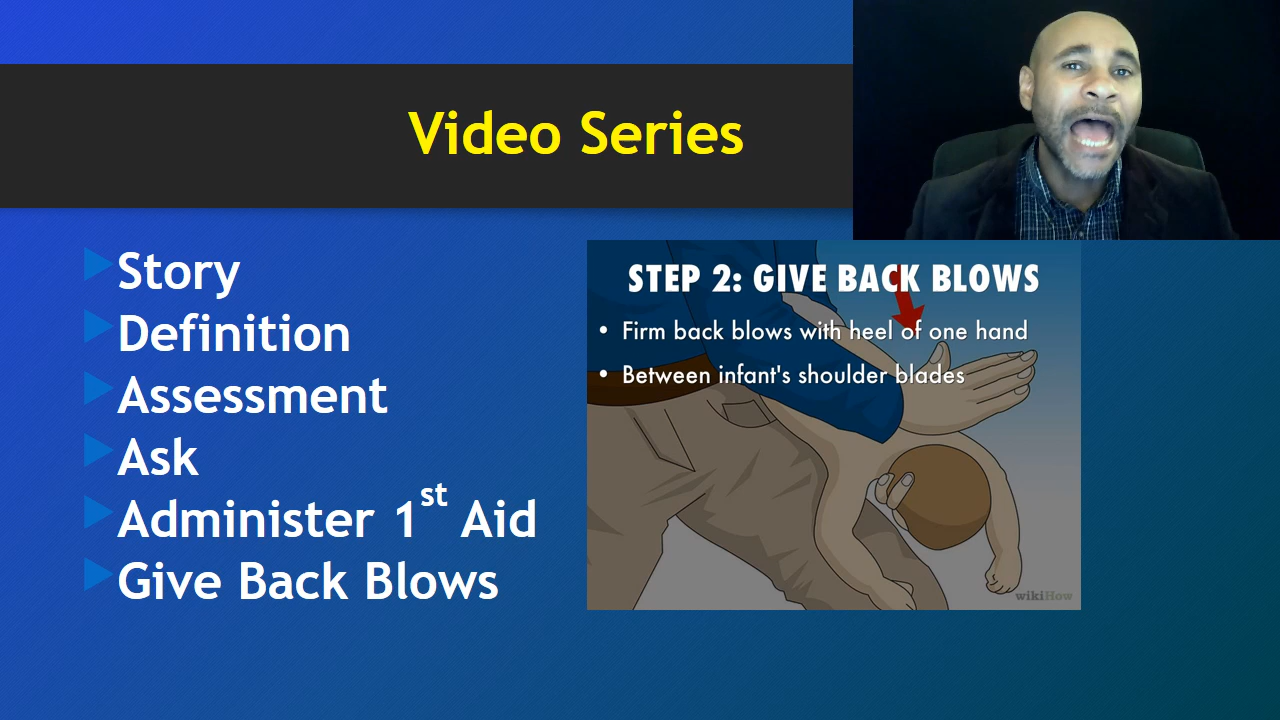 Video Series
Story
Definition
Assessment
Ask
Administer 1st Aid
Give Back Blows
STEP 2: GIVE BACK BLOWS
• Firm back blows with heel of one hand
• Between infant's shoulder blades
wikiHow